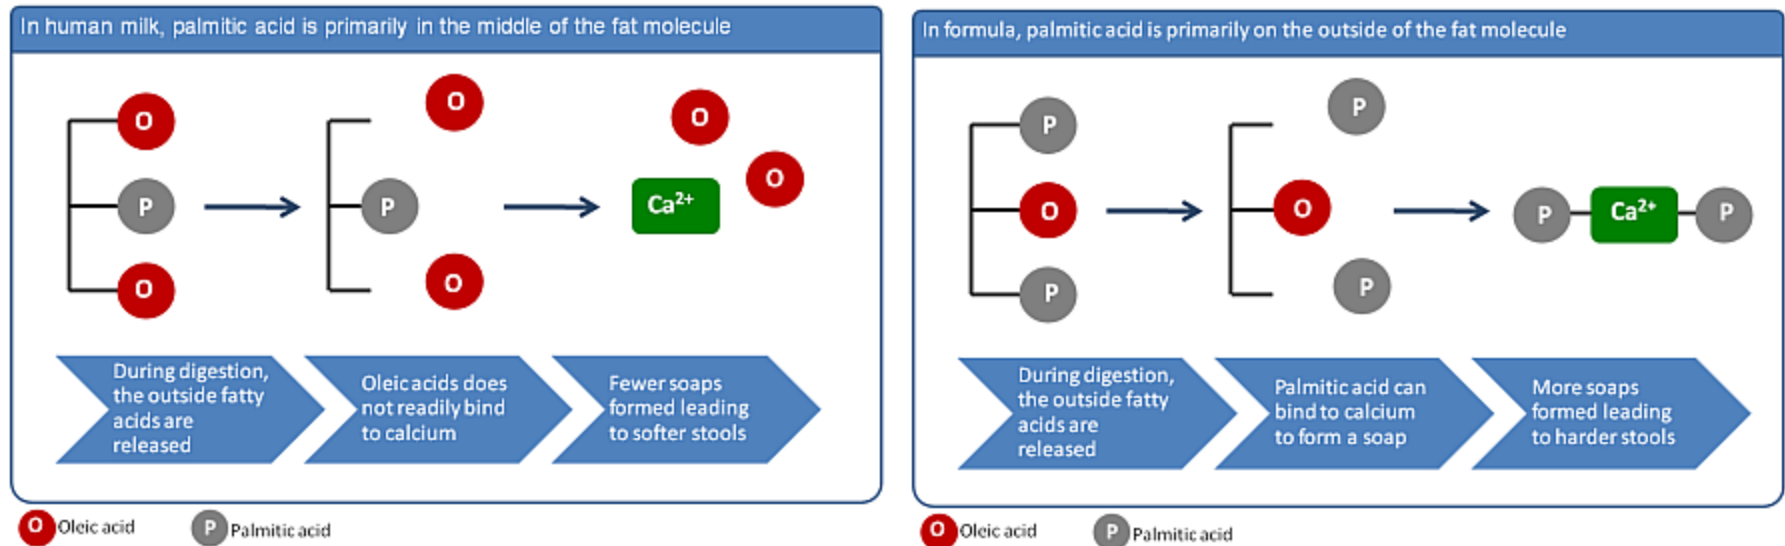 In human milk, palmitic acid is primarily in the middle of the fat molecule
O
O
O
P
P
O
Ca²⁺
O
O
O
During digestion,
the outside fatty
acids are
released
Oleic acids does
not readily bind
to calcium
Fewer soaps
formed leading
to softer stools
O Oleic acid
P Palmitic acid
In formula, palmitic acid is primarily on the outside of the fat molecule
P
P
O
O
P
Ca²⁺
P
P
P
During digestion,
the outside fatty
acids are
released
Palmitic acid can
bind to calcium
to form a soap
More soaps
formed leading
to harder stools
O Oleic acid
P Palmitic acid